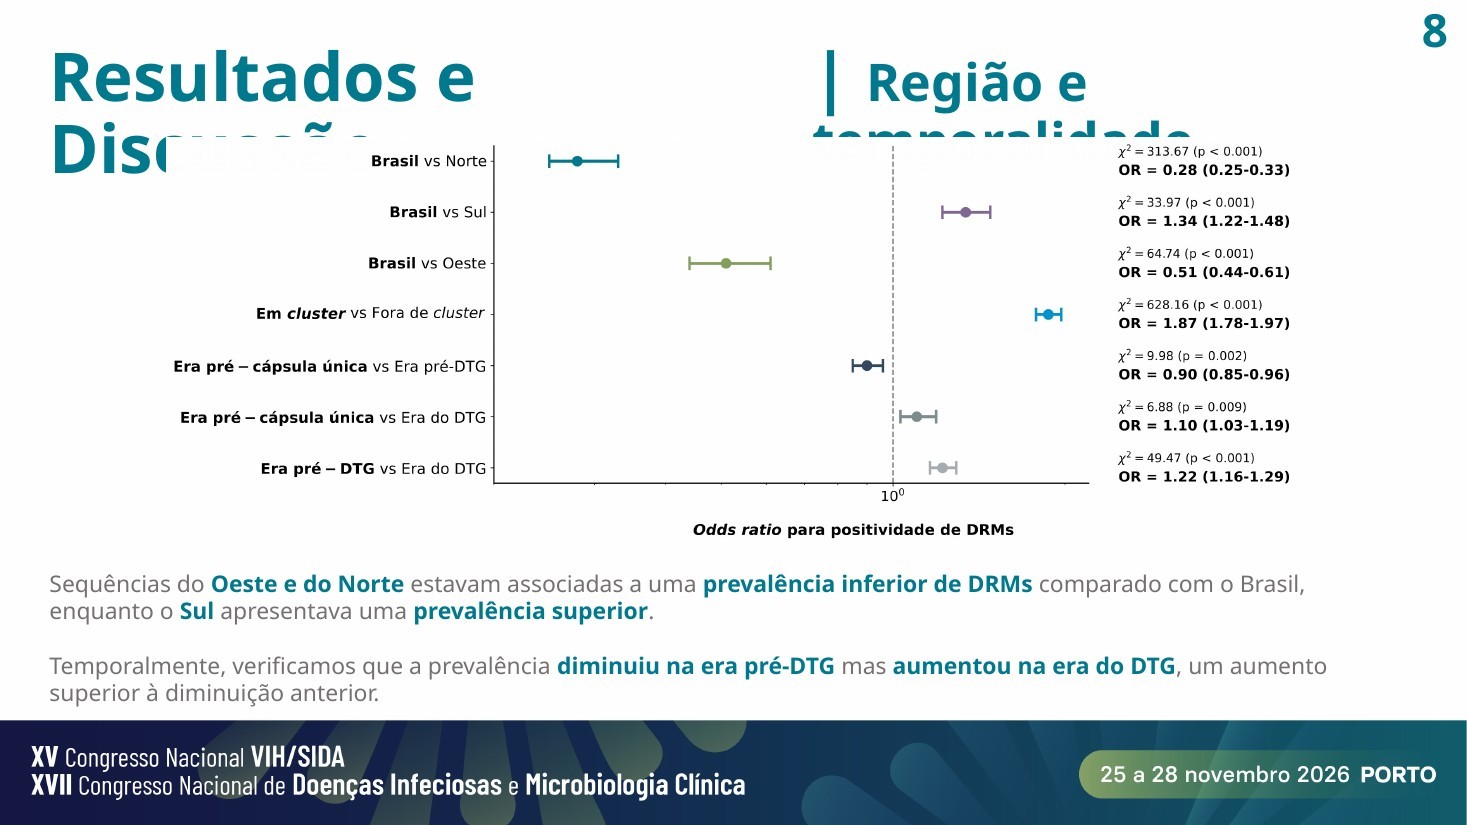 8
Resultados e
| Região e
Brasil vs Norte
χ² = 313.67 (p < 0.001)
OR = 0.28 (0.25-0.33)
Brasil vs Sul
χ² = 33.97 (p < 0.001)
OR = 1.34 (1.22-1.48)
Brasil vs Oeste
χ² = 64.74 (p < 0.001)
OR = 0.51 (0.44-0.61)
Em cluster vs Fora de cluster
χ² = 628.16 (p < 0.001)
OR = 1.87 (1.78-1.97)
Era pré−cápsula única vs Era pré-DTG
χ² = 9.98 (p = 0.002)
OR = 0.90 (0.85-0.96)
Era pré−cápsula única vs Era do DTG
χ² = 6.88 (p = 0.009)
OR = 1.10 (1.03-1.19)
Era pré−DTG vs Era do DTG
χ² = 49.47 (p < 0.001)
OR = 1.22 (1.16-1.29)
10⁰
Odds ratio para positividade de DRMs
Sequências do Oeste e do Norte estavam associadas a uma prevalência inferior de DRMs comparado com o Brasil,
enquanto o Sul apresentava uma prevalência superior.
Temporalmente, verificamos que a prevalência diminuiu na era pré-DTG mas aumentou na era do DTG, um aumento
superior à diminuição anterior.
XV Congresso Nacional VIH/SIDA
XVII Congresso Nacional de Doenças Infeciosas e Microbiologia Clínica
25 a 28 novembro 2026 PORTO